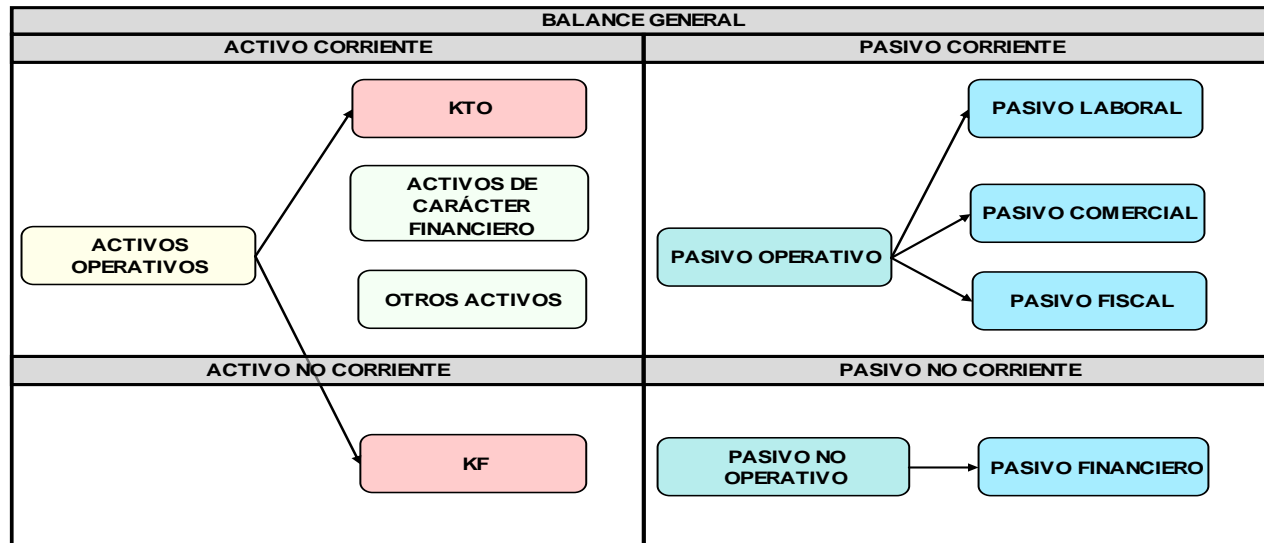 BALANCE GENERAL
ACTIVO CORRIENTE
PASIVO CORRIENTE
KTO
ACTIVOS DE
CARÁCTER
FINANCIERO
ACTIVOS
OPERATIVOS
OTROS ACTIVOS
PASIVO LABORAL
PASIVO COMERCIAL
PASIVO OPERATIVO
PASIVO FISCAL
ACTIVO NO CORRIENTE
PASIVO NO CORRIENTE
KF
PASIVO NO
OPERATIVO
PASIVO FINANCIERO